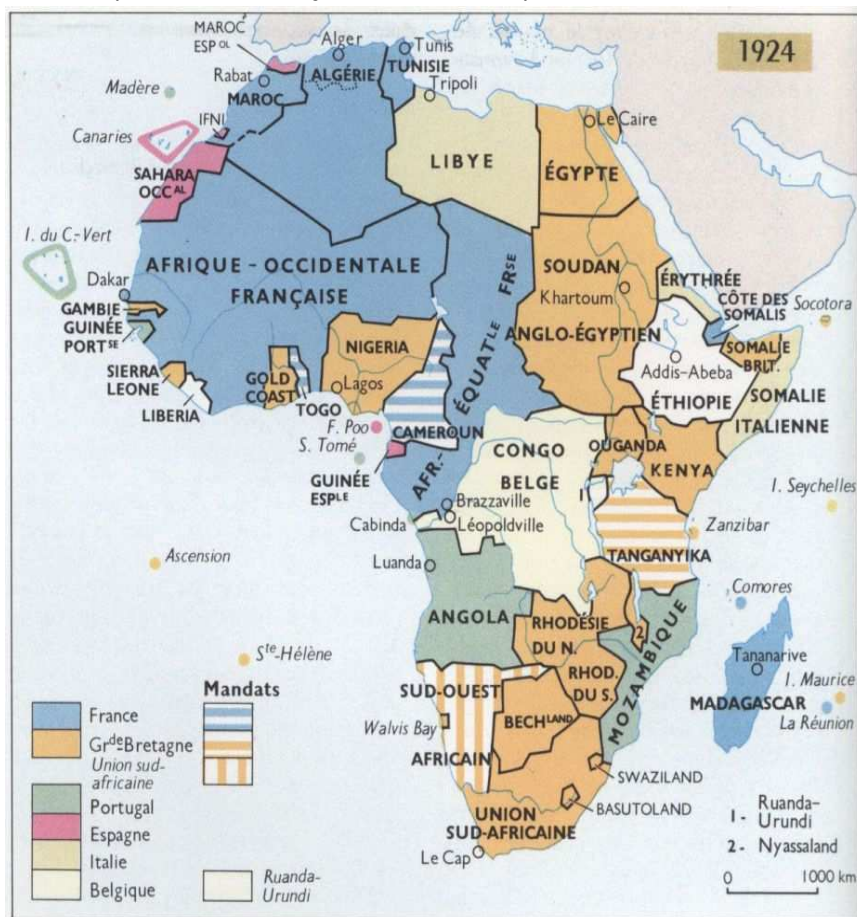 1924
MAROC
ESP OL
Alger
Tunis
TUNISIE
Rabat
ALGÉRIE
Madère
MAROC
Tripoli
Le Caire
IFNI
Canaries
SAHARA
OCC AL
LIBYE
ÉGYPTE
I. du C.-Vert
AFRIQUE - OCCIDENTALE
FRANÇAISE
Dakar
GAMBIE
GUINÉE
PORT SE
SIERRA
LEONE
LIBERIA
GOLD
COAST
TOGO
NIGERIA
Lagos
F. Poo
S. Tomé
CAMEROUN
GUINÉE
ESP LE
AFR.- ÉQUAT LE FR SE
SOUDAN
Khartoum
ANGLO-ÉGYPTIEN
ÉRYTHRÉE
CÔTE DES
SOMALIS
Socotora
SOMALIE
BRIT.
Addis-Abeba
ÉTHIOPIE
SOMALIE
ITALIENNE
OUGANDA
KENYA
CONGO
BELGE
1
Brazzaville
Léopoldville
Cabinda
Luanda
I. Seychelles
Zanzibar
TANGANYIKA
Ascension
Comores
ANGOLA
RHODÉSIE
DU N.
2
MOZAMBIQUE
RHOD.
DU S.
Ste-Hélène
Tananarive
I. Maurice
MADAGASCAR
La Réunion
SUD-OUEST
AFRICAIN
Walvis Bay
BECH LAND
SWAZILAND
BASUTOLAND
UNION
SUD-AFRICAINE
Le Cap
Mandats
France
Gr de Bretagne
Union sud-
africaine
Portugal
Espagne
Italie
Belgique
Ruanda-
Urundi
1 - Ruanda-
Urundi
2 - Nyassaland
0 1000 km